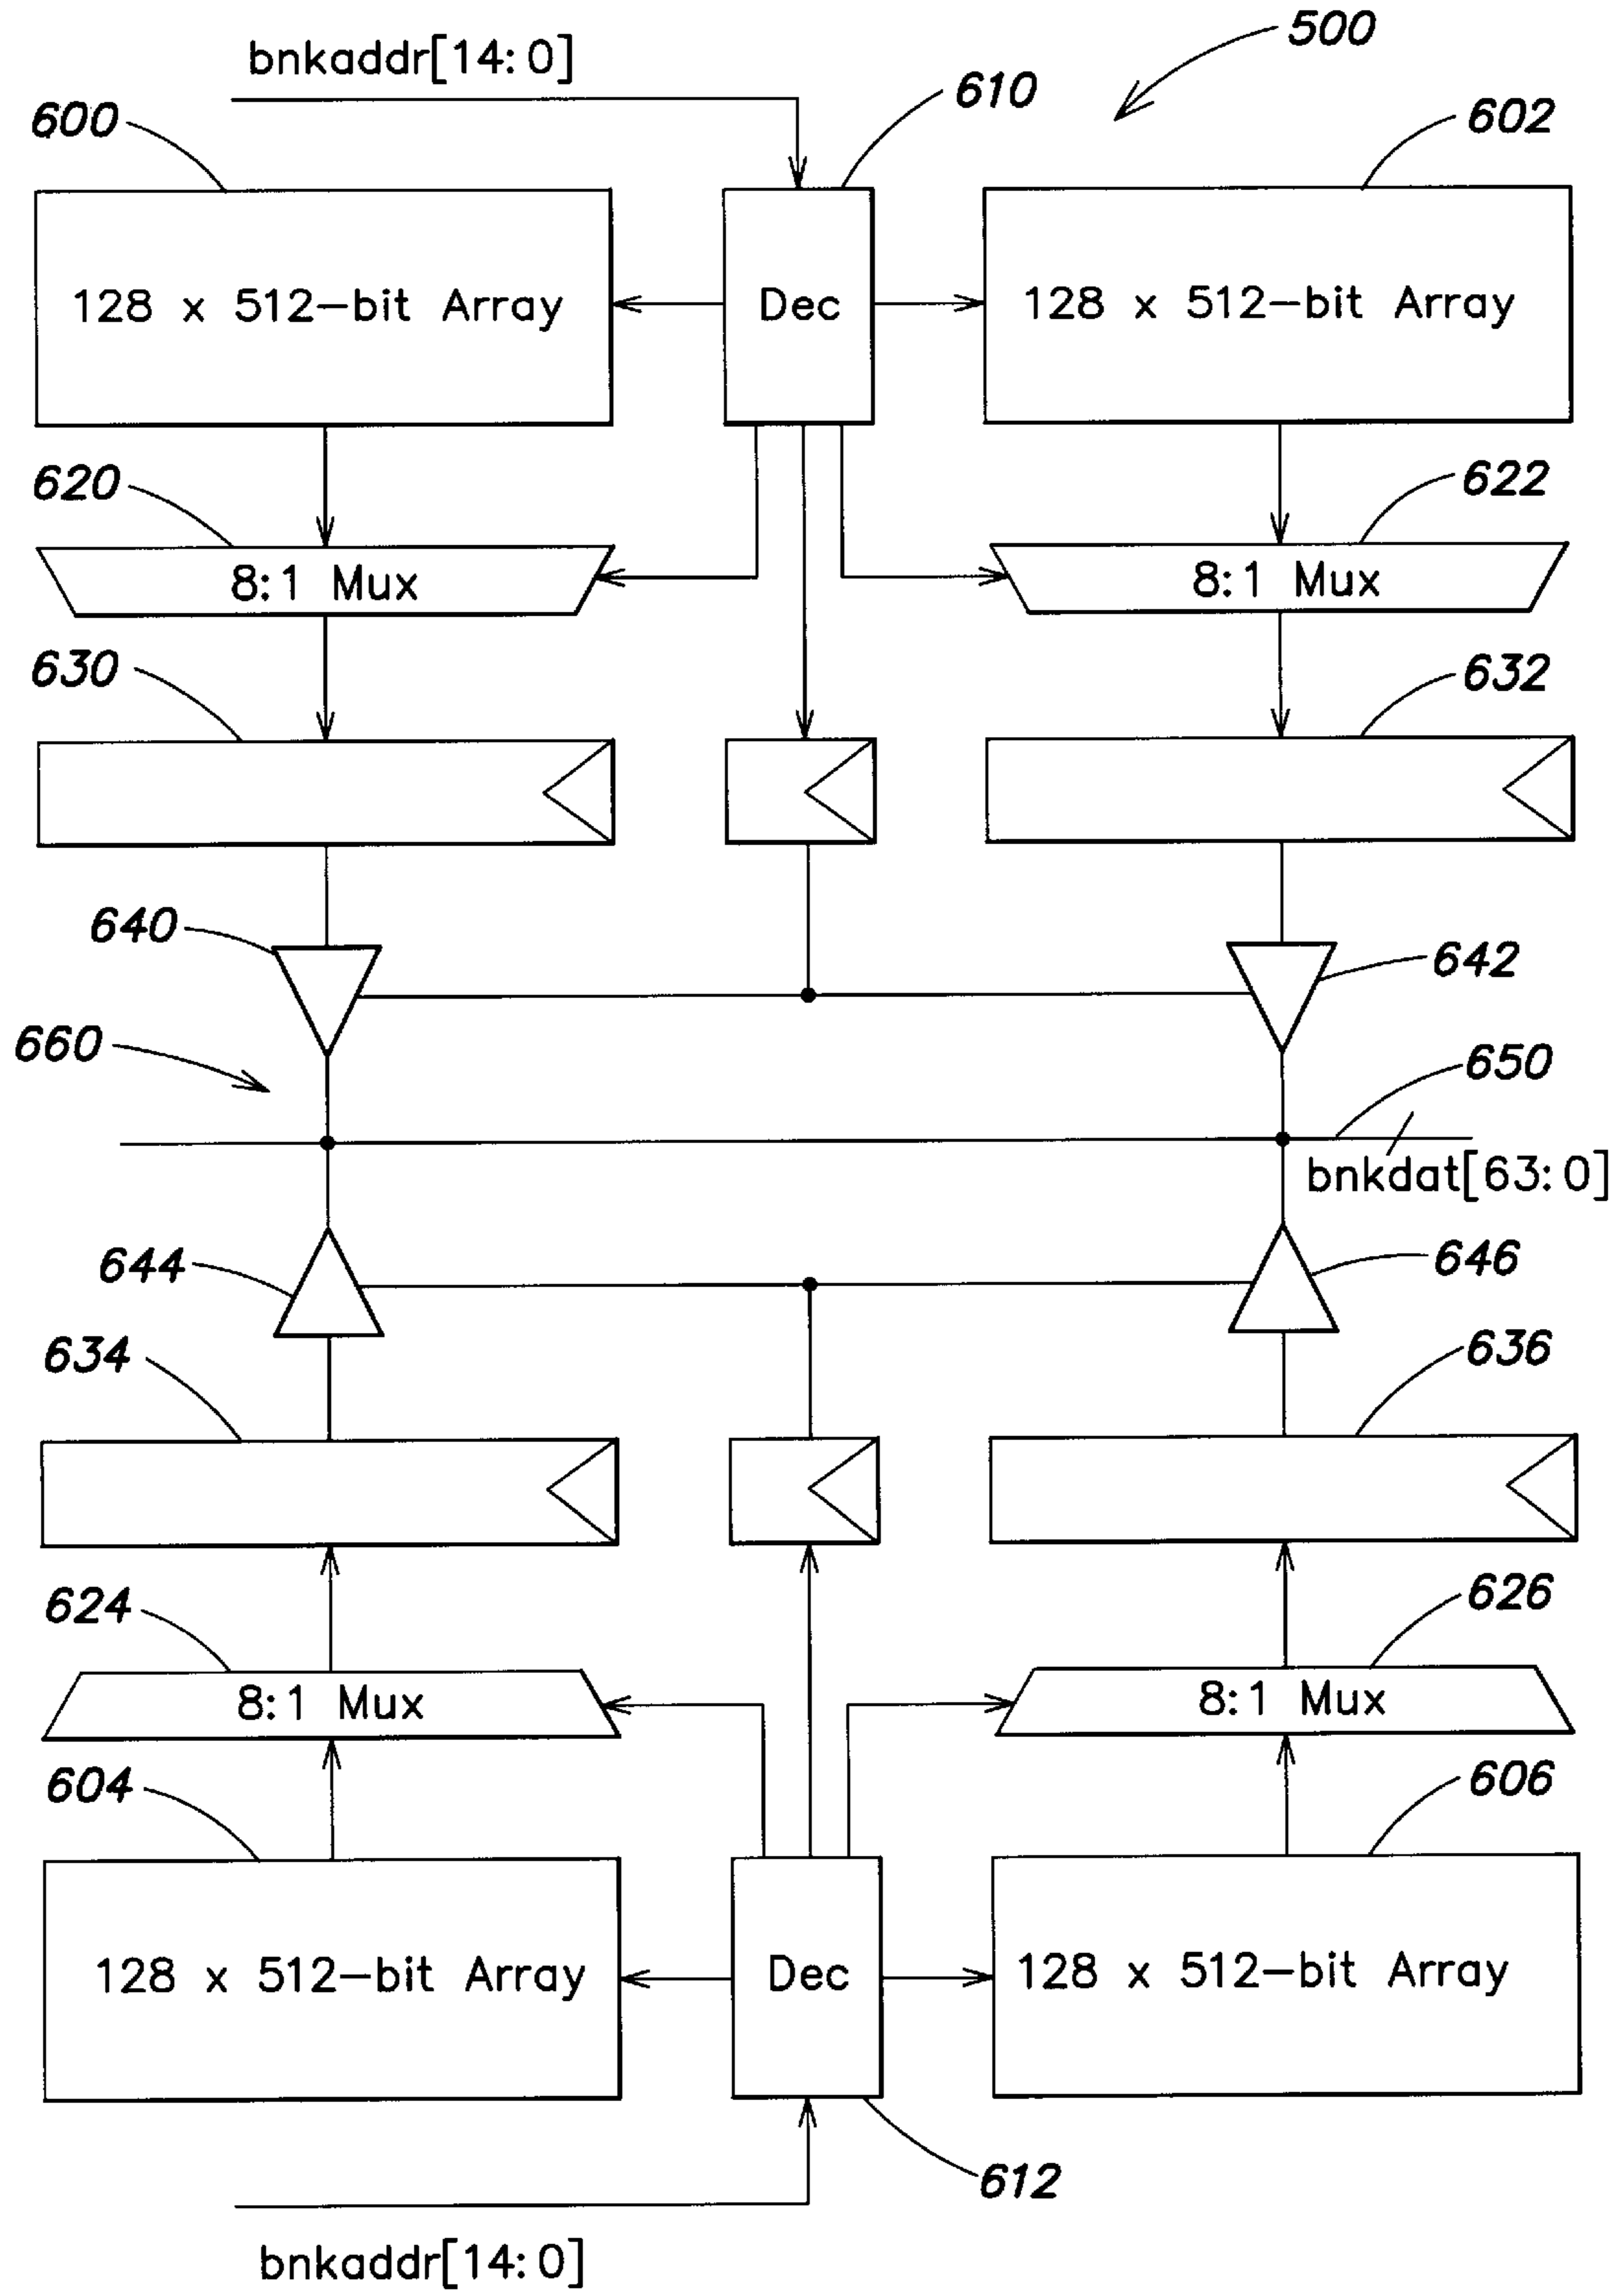 bnkaddr[14:0]
500
600
610
602
128 x 512-bit Array
Dec
128 x 512-bit Array
620
622
8:1 Mux
8:1 Mux
630
632
640
642
660
650
bnkdat[63:0]
644
646
634
636
624
626
8:1 Mux
8:1 Mux
604
606
128 x 512-bit Array
Dec
128 x 512-bit Array
612
bnkaddr[14:0]